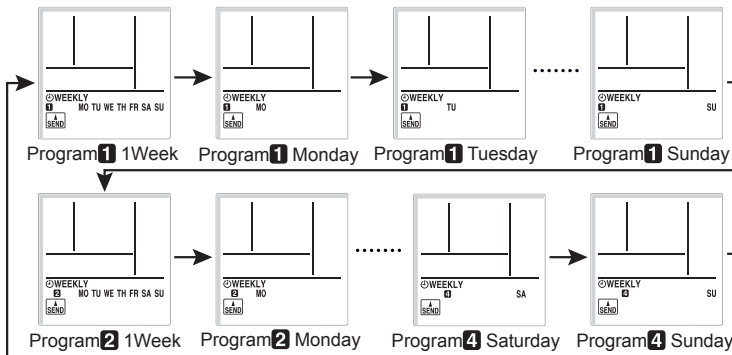 WEEKLY
1 MO TU WE TH FR SA SU
SEND
Program 1 1Week
WEEKLY
1 MO
SEND
Program 1 Monday
WEEKLY
1 TU
SEND
Program 1 Tuesday
........
WEEKLY
1 SU
SEND
Program 1 Sunday
WEEKLY
2 MO TU WE TH FR SA SU
SEND
Program 2 1Week
WEEKLY
2 MO
SEND
Program 2 Monday
........
WEEKLY
4 SA
SEND
Program 4 Saturday
WEEKLY
4 SU
SEND
Program 4 Sunday